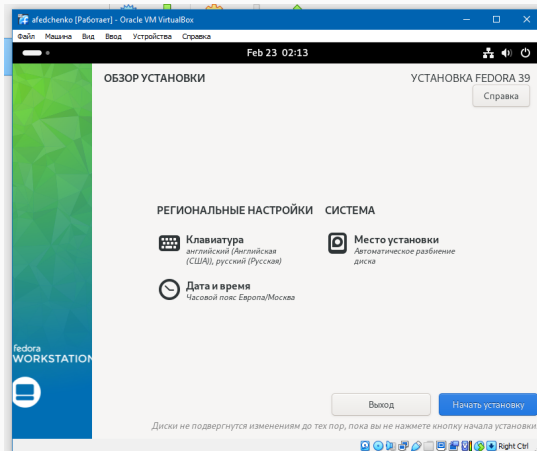 afedchenko [Работает] - Oracle VM VirtualBox
Файл Машина Вид Ввод Устройства Справка
Feb 23 02:13
ОБЗОР УСТАНОВКИ
УСТАНОВКА FEDORA 39
Справка
РЕГИОНАЛЬНЫЕ НАСТРОЙКИ
СИСТЕМА
Клавиатура
английский (Английская
(США)), русский (Русская)
Место установки
Автоматическое разбиение
диска
Дата и время
Часовой пояс Европа/Москва
fedora
WORKSTATION
Выход
Начать установку
Диски не подвергнутся изменениям до тех пор, пока вы не нажмете кнопку начала установки
Right Ctrl